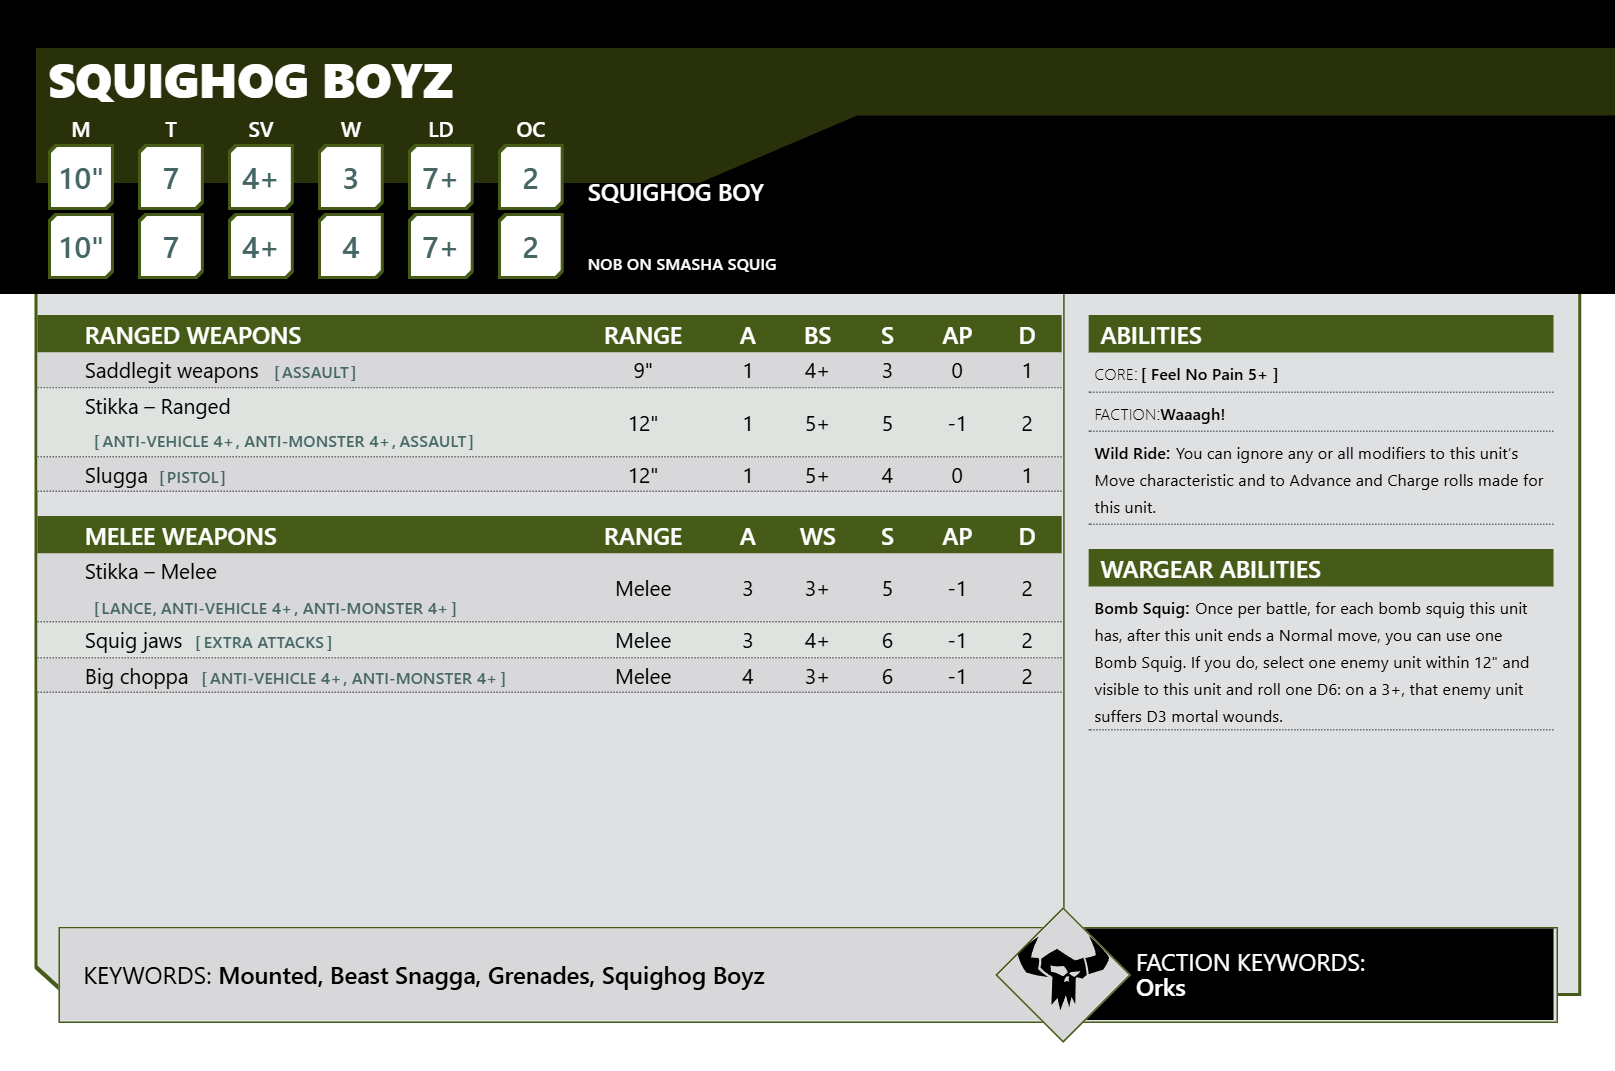 SQUIGHOG BOYZ
M T SV W LD OC
10" 7 4+ 3 7+ 2 SQUIGHOG BOY
10" 7 4+ 4 7+ 2 NOB ON SMASHA SQUIG
RANGED WEAPONS RANGE A BS S AP D
Saddlegit weapons [ASSAULT] 9" 1 4+ 3 0 1
Stikka – Ranged
[ANTI-VEHICLE 4+, ANTI-MONSTER 4+, ASSAULT] 12" 1 5+ 5 -1 2
Slugga [PISTOL] 12" 1 5+ 4 0 1
MELEE WEAPONS RANGE A WS S AP D
Stikka – Melee
[LANCE, ANTI-VEHICLE 4+, ANTI-MONSTER 4+] Melee 3 3+ 5 -1 2
Squig jaws [EXTRA ATTACKS] Melee 3 4+ 6 -1 2
Big choppa [ANTI-VEHICLE 4+, ANTI-MONSTER 4+] Melee 4 3+ 6 -1 2
ABILITIES
CORE: [ Feel No Pain 5+ ]
FACTION:Waaagh!
Wild Ride: You can ignore any or all modifiers to this unit's
Move characteristic and to Advance and Charge rolls made for
this unit.
WARGEAR ABILITIES
Bomb Squig: Once per battle, for each bomb squig this unit
has, after this unit ends a Normal move, you can use one
Bomb Squig. If you do, select one enemy unit within 12" and
visible to this unit and roll one D6: on a 3+, that enemy unit
suffers D3 mortal wounds.
KEYWORDS: Mounted, Beast Snagga, Grenades, Squighog Boyz
FACTION KEYWORDS:
Orks